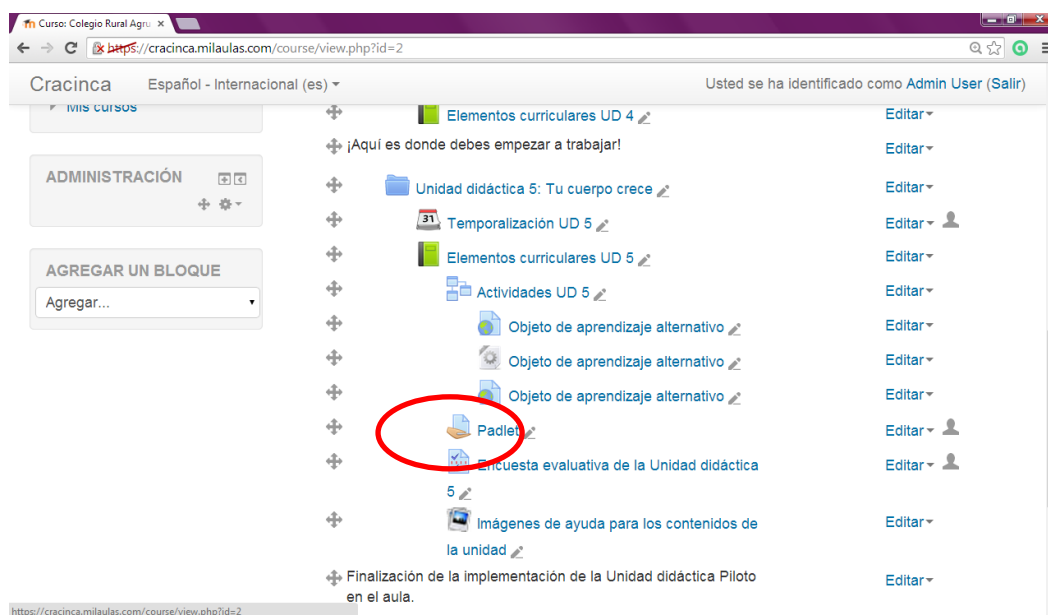 Curso: Colegio Rural Agru
https://cracinca.milaulas.com/course/view.php?id=2
Cracinca Español - Internacional (es) Usted se ha identificado como Admin User (Salir)
Mis cursos
ADMINISTRACIÓN
AGREGAR UN BLOQUE
Agregar...
Elementos curriculares UD 4 Editar
¡Aquí es donde debes empezar a trabajar! Editar
Unidad didáctica 5: Tu cuerpo crece Editar
31 Temporalización UD 5 Editar
Elementos curriculares UD 5 Editar
Actividades UD 5 Editar
Objeto de aprendizaje alternativo Editar
Objeto de aprendizaje alternativo Editar
Objeto de aprendizaje alternativo Editar
Padlet Editar
Encuesta evaluativa de la Unidad didáctica Editar
5
Imágenes de ayuda para los contenidos de Editar
la unidad
Finalización de la implementación de la Unidad didáctica Piloto Editar
en el aula.
https://cracinca.milaulas.com/course/view.php?id=2